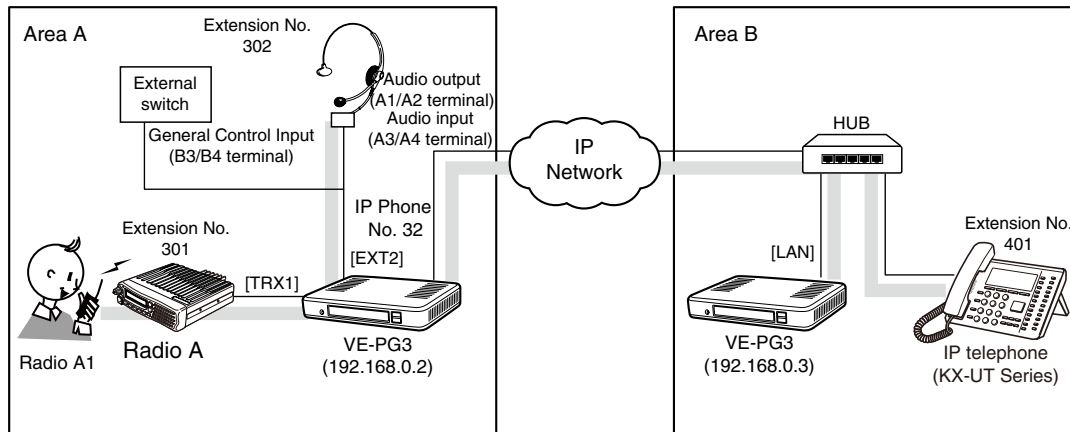 Area A
Extension No.
302
External
switch
Audio output
(A1/A2 terminal)
Audio input
(A3/A4 terminal)
General Control Input
(B3/B4 terminal)
IP Phone
No. 32
Extension No.
301
[EXT2]
[TRX1]
Radio A1
Radio A
VE-PG3
(192.168.0.2)
IP
Network
Area B
HUB
Extension No.
401
[LAN]
VE-PG3
(192.168.0.3)
IP telephone
(KX-UT Series)